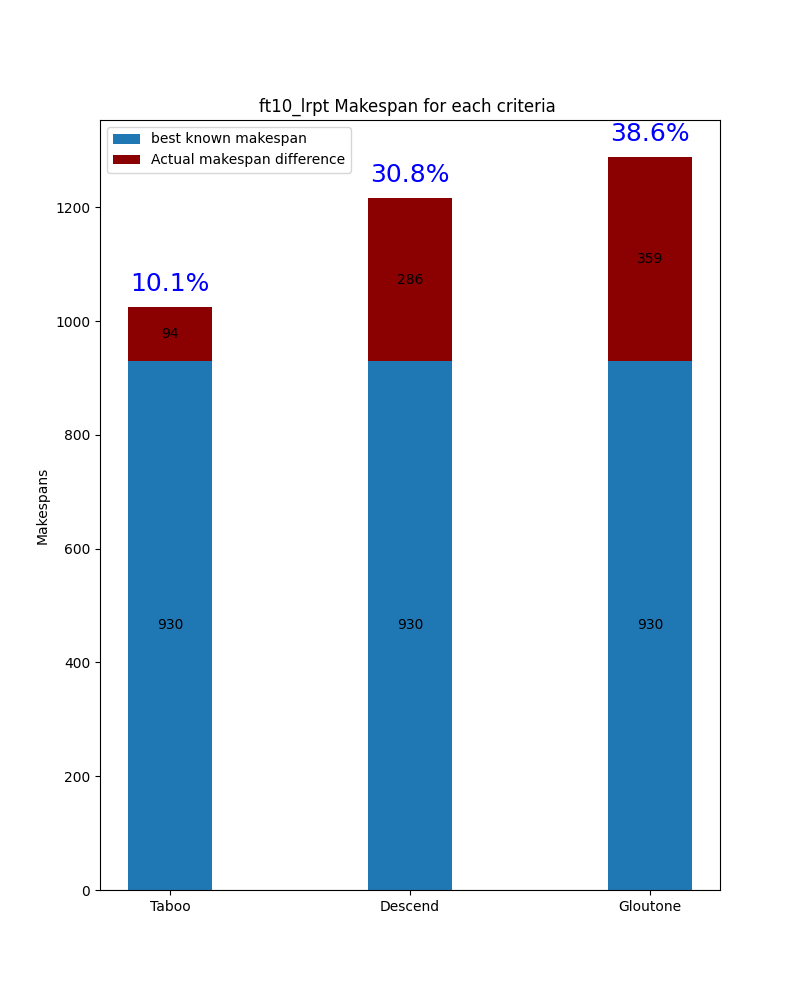 ft10_lrpt Makespan for each criteria
best known makespan
Actual makespan difference
38.6%
30.8%
10.1%
1200
1000
800
600
400
200
0
Makespans
94
286
359
930
930
930
Taboo
Descend
Gloutone